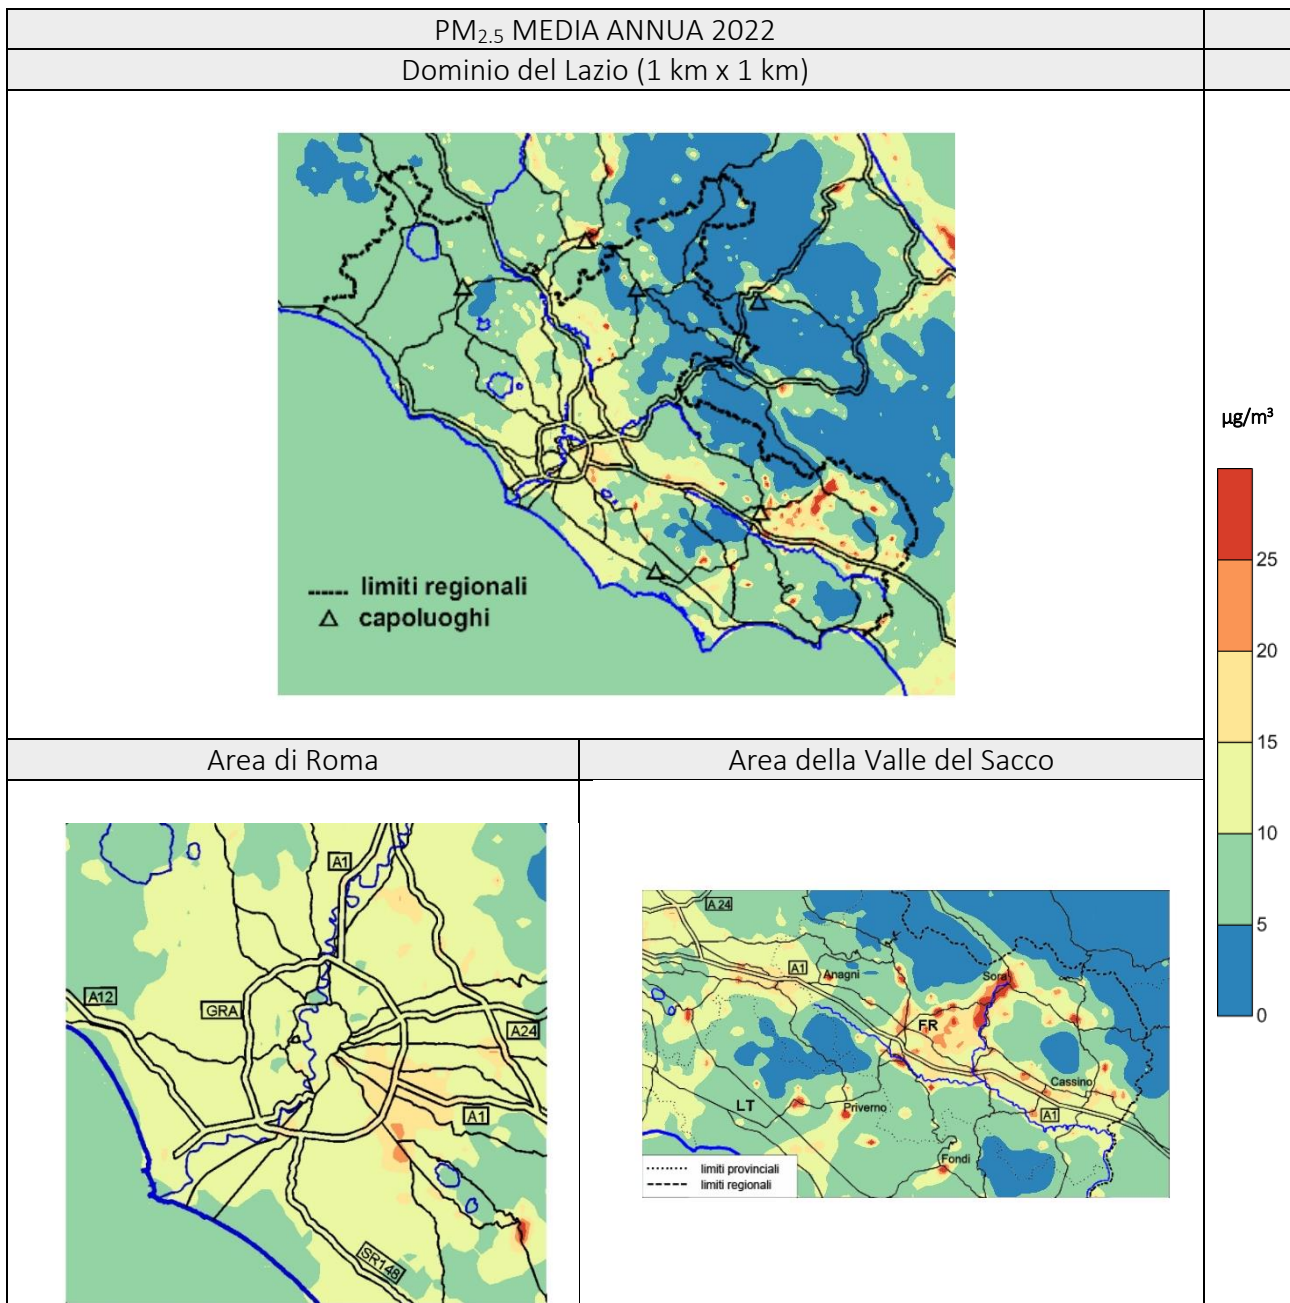 PM₂.₅ MEDIA ANNUA 2022
Dominio del Lazio (1 km x 1 km)
limiti regionali
capoluoghi
µg/m³
25
20
15
10
5
0
Area di Roma
Area della Valle del Sacco
A1
GRA
A12
A24
A1
SR148
A 24
A1
Anagni
Sora
FR
Cassino
LT
Priverno
A1
Fondi
limiti provinciali
limiti regionali